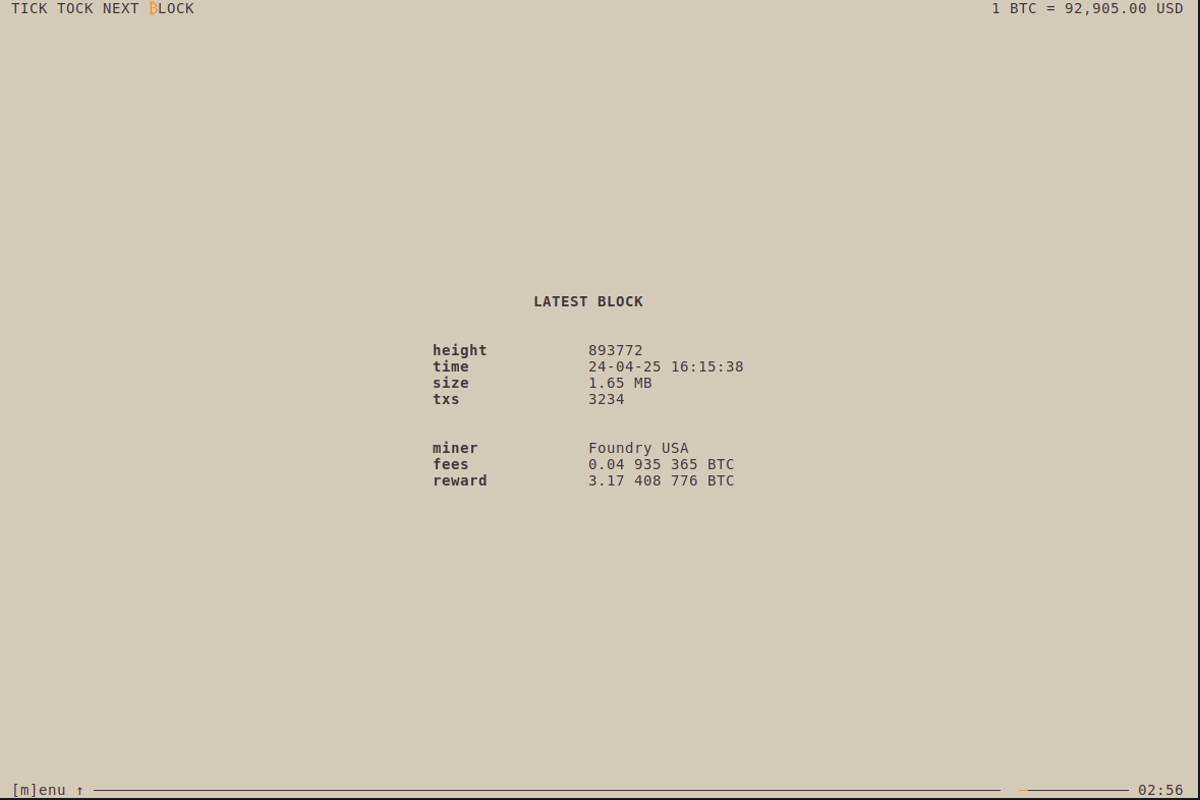 TICK TOCK NEXT ₿LOCK 1 BTC = 92,905.00 USD
LATEST BLOCK
height 893772
time 24-04-25 16:15:38
size 1.65 MB
txs 3234
miner Foundry USA
fees 0.04 935 365 BTC
reward 3.17 408 776 BTC
[m]enu ↑ 02:56